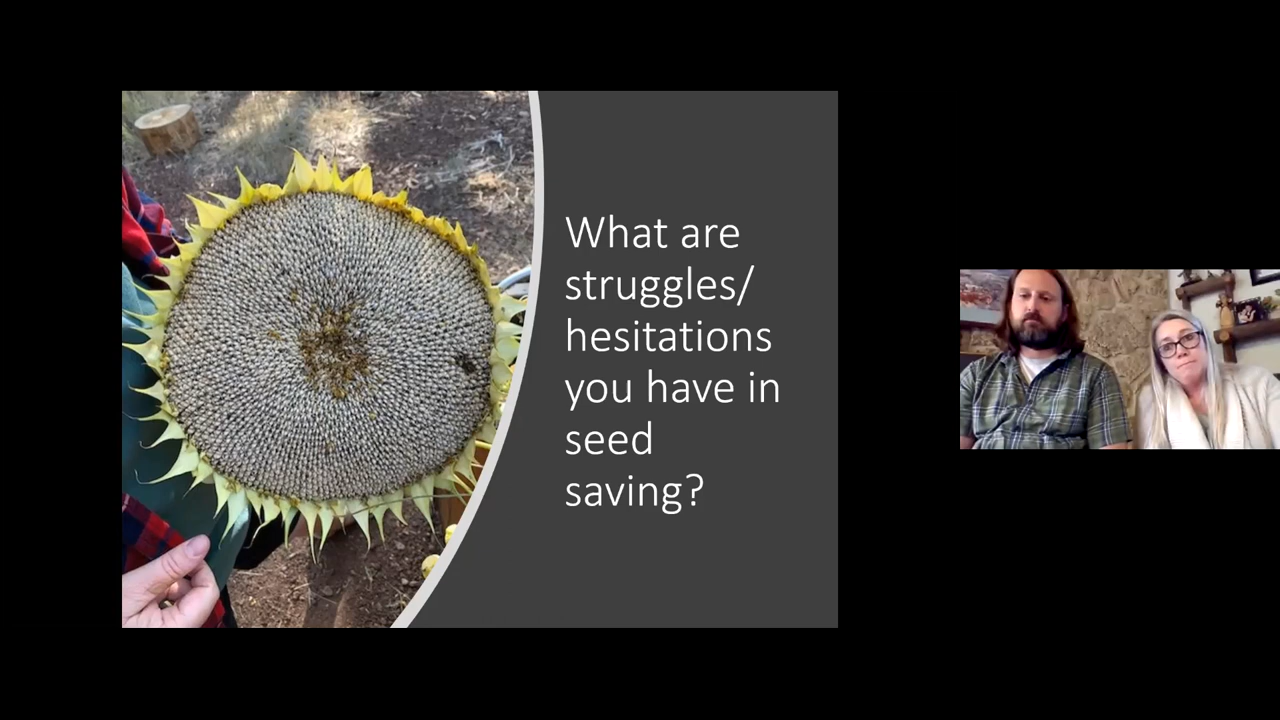 What are
struggles/
hesitations
you have in
seed
saving?